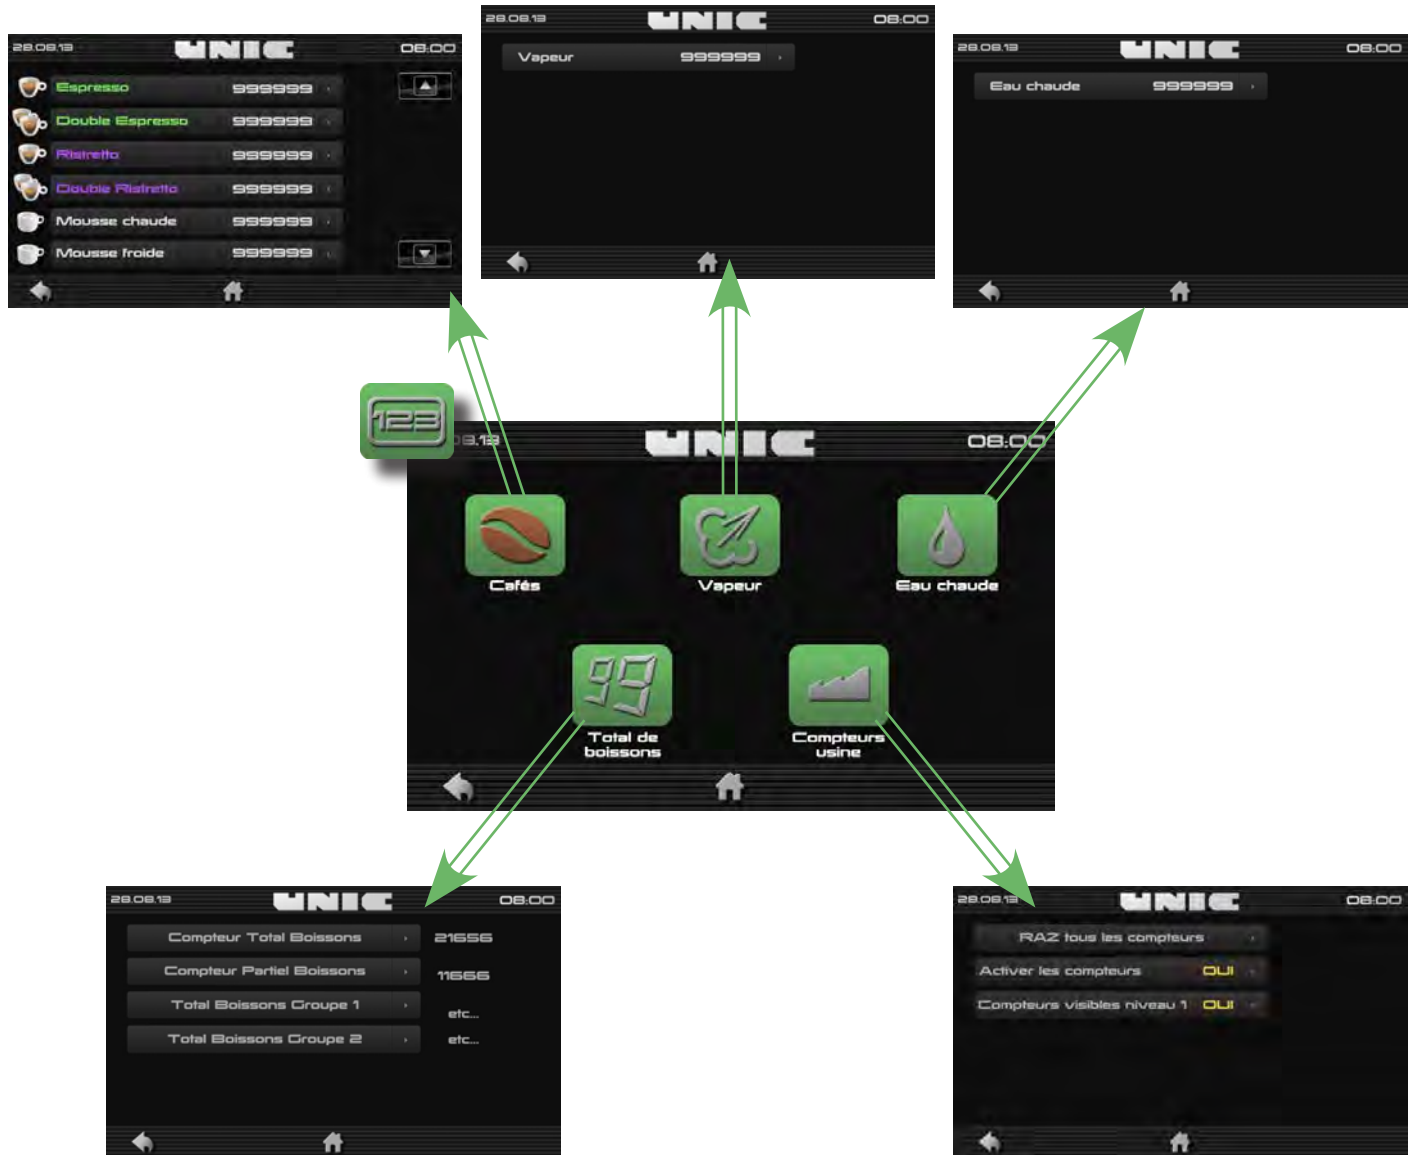 28.08.13 UNIC 08:00
Espresso 999999
Double Espresso 999999
Ristretto 999999
Double Ristretto 999999
Mousse chaude 999999
Mousse froide 999999
28.08.13 UNIC 08:00
Vapeur 999999
28.08.13 UNIC 08:00
Eau chaude 999999
123
8.13 UNIC 08:00
Cafés
Vapeur
Eau chaude
99
Total de
boissons
Compteurs
usine
28.08.13 UNIC 08:00
Compteur Total Boissons 21656
Compteur Partiel Boissons 11666
Total Boissons Groupe 1 etc...
Total Boissons Groupe 2 etc...
28.08.13 UNIC 08:00
RAZ tous les compteurs
Activer les compteurs OUI
Compteurs visibles niveau 1 OUI